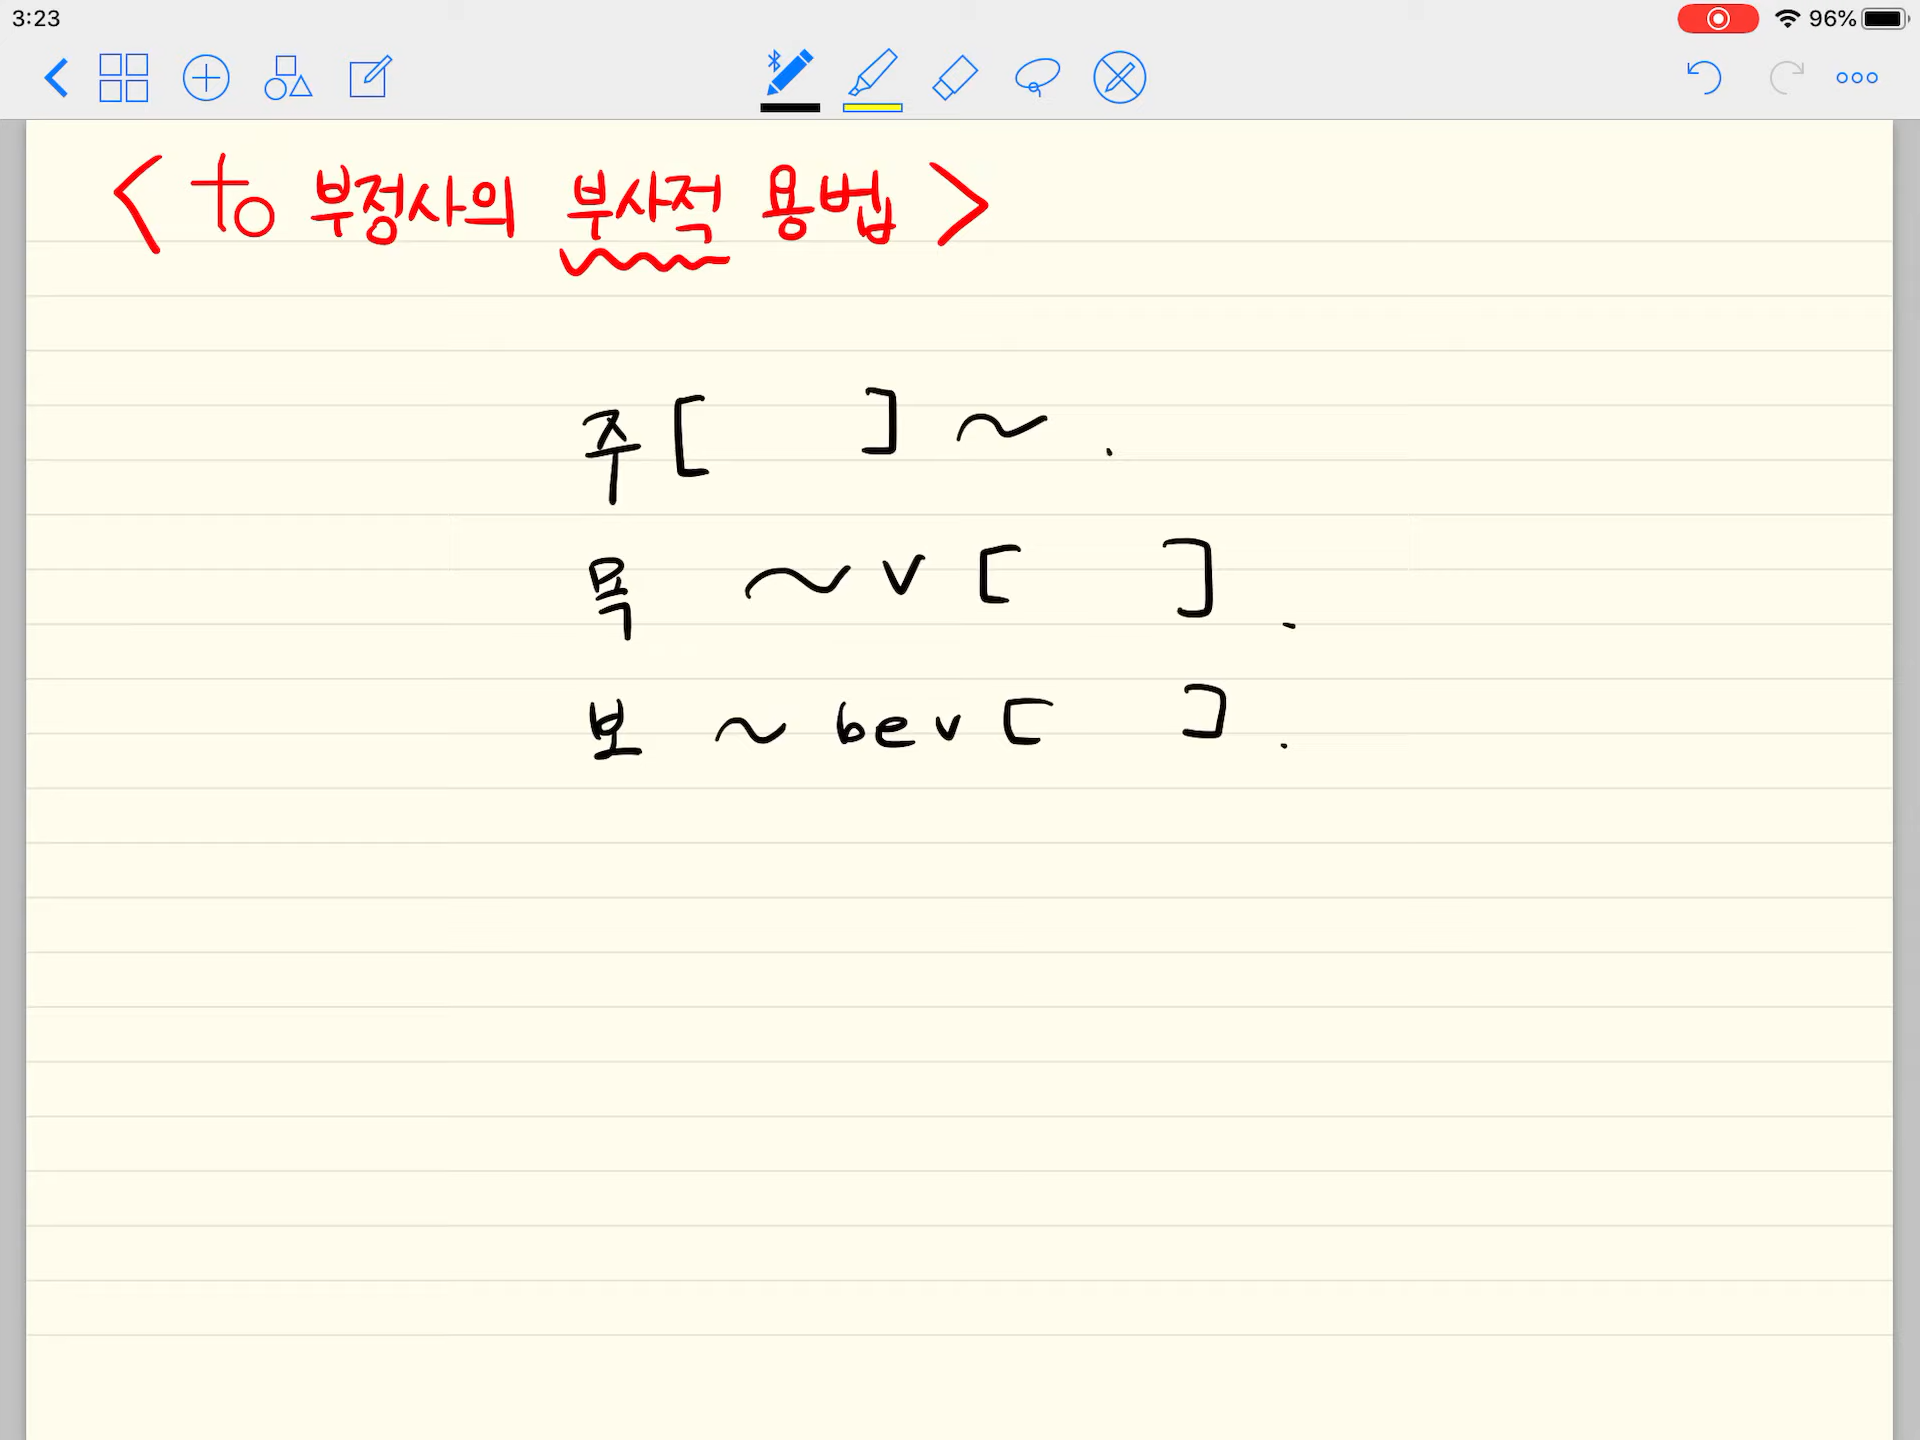 3:23 96%
< to 부정사의 부사적 용법 >
주 [ ] ~ .
목 ~ v [ ] .
보 ~ be v [ ] .